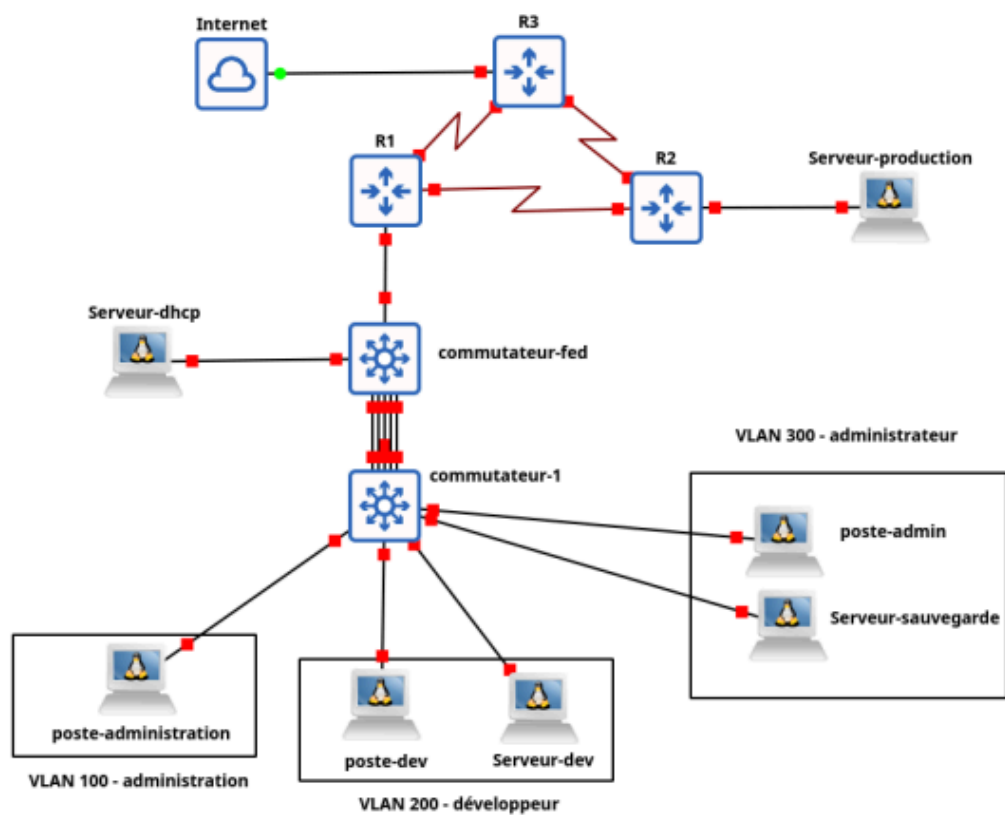 Internet
R3
R1
R2
Serveur-production
Serveur-dhcp
commutateur-fed
VLAN 300 - administrateur
commutateur-1
poste-admin
Serveur-sauvegarde
poste-administration
poste-dev
Serveur-dev
VLAN 100 - administration
VLAN 200 - développeur